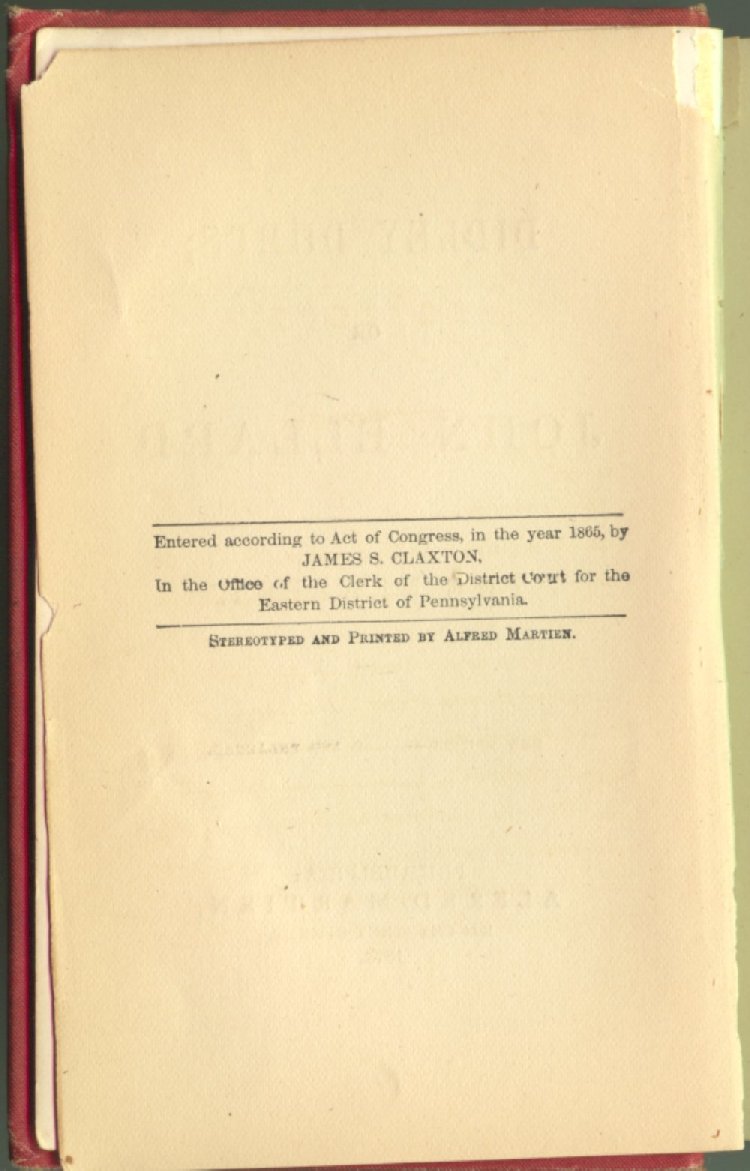 Entered according to Act of Congress, in the year 1865, by
JAMES S. CLAXTON,
In the Office of the Clerk of the District Court for the
Eastern District of Pennsylvania.
STEREOTYPED AND PRINTED BY ALFRED MARTIEN.